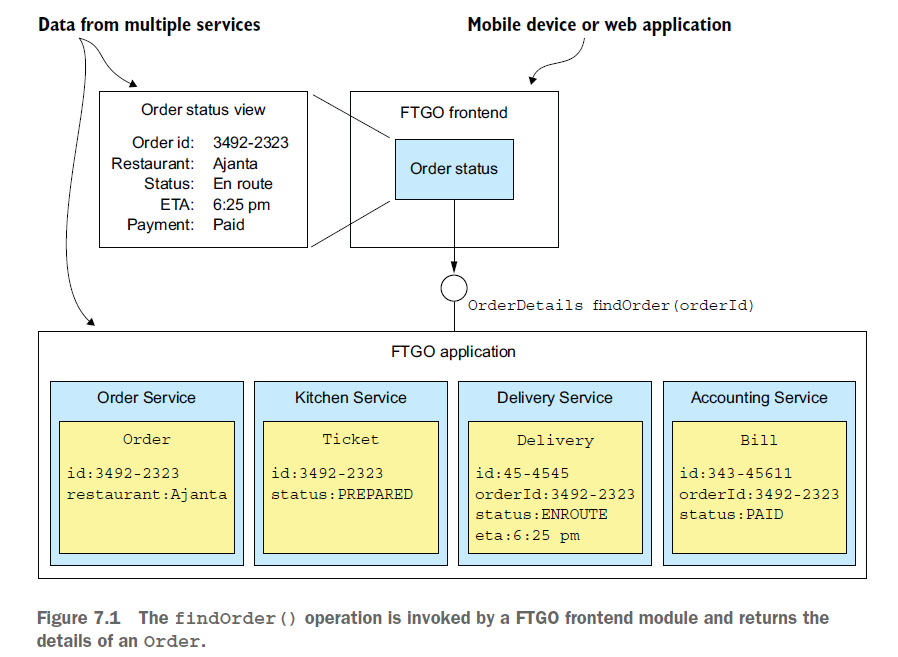 Data from multiple services
Mobile device or web application
Order status view
Order id: 3492-2323
Restaurant: Ajanta
Status: En route
ETA: 6:25 pm
Payment: Paid
FTGO frontend
Order status
OrderDetails findOrder(orderId)
FTGO application
Order Service
Order
id:3492-2323
restaurant:Ajanta
Kitchen Service
Ticket
id:3492-2323
status:PREPARED
Delivery Service
Delivery
id:45-4545
orderId:3492-2323
status:ENROUTE
eta:6:25 pm
Accounting Service
Bill
id:343-45611
orderId:3492-2323
status:PAID
Figure 7.1 The findOrder() operation is invoked by a FTGO frontend module and returns the
details of an Order.